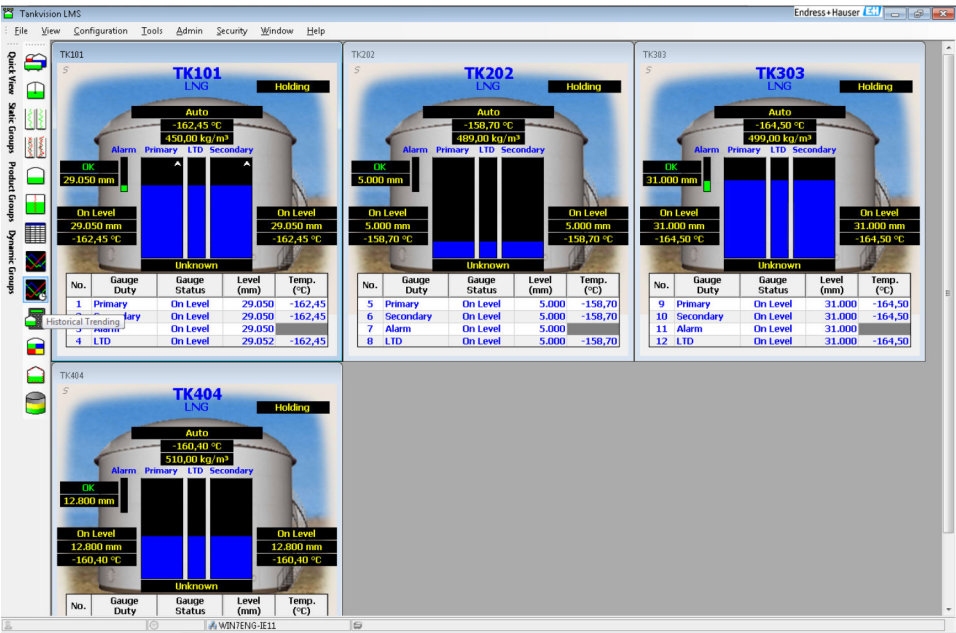 Tankvision LMS
Endress+Hauser EH
File View Configuration Tools Admin Security Window Help
Quick View
Static Groups
Product Groups
Dynamic Groups
Historical Trending
TK101
S
TK101
LNG
Holding
Auto
-162,45 °C
450,00 kg/m³
Alarm Primary LTD Secondary
OK
29.050 mm
On Level On Level
29.050 mm 29.050 mm
-162,45 °C -162,45 °C
Unknown
No. Gauge Duty Gauge Status Level (mm) Temp. (°C)
1 Primary On Level 29.050 -162,45
On Level 29.050 -162,45
3 Alarm On Level 29.050
4 LTD On Level 29.052 -162,45
TK202
S
TK202
LNG
Holding
Auto
-158,70 °C
489,00 kg/m³
Alarm Primary LTD Secondary
OK
5.000 mm
On Level On Level
5.000 mm 5.000 mm
-158,70 °C -158,70 °C
Unknown
No. Gauge Duty Gauge Status Level (mm) Temp. (°C)
5 Primary On Level 5.000 -158,70
6 Secondary On Level 5.000 -158,70
7 Alarm On Level 5.000
8 LTD On Level 5.000 -158,70
TK303
S
TK303
LNG
Holding
Auto
-164,50 °C
499,00 kg/m³
Alarm Primary LTD Secondary
OK
31.000 mm
On Level On Level
31.000 mm 31.000 mm
-164,50 °C -164,50 °C
Unknown
No. Gauge Duty Gauge Status Level (mm) Temp. (°C)
9 Primary On Level 31.000 -164,50
10 Secondary On Level 31.000 -164,50
11 Alarm On Level 31.000
12 LTD On Level 31.000 -164,50
TK404
S
TK404
LNG
Holding
Auto
-160,40 °C
510,00 kg/m³
Alarm Primary LTD Secondary
OK
12.800 mm
On Level On Level
12.800 mm 12.800 mm
-160,40 °C -160,40 °C
Unknown
No. Gauge Duty Gauge Status Level (mm) Temp. (°C)
WIN7ENG-IE11